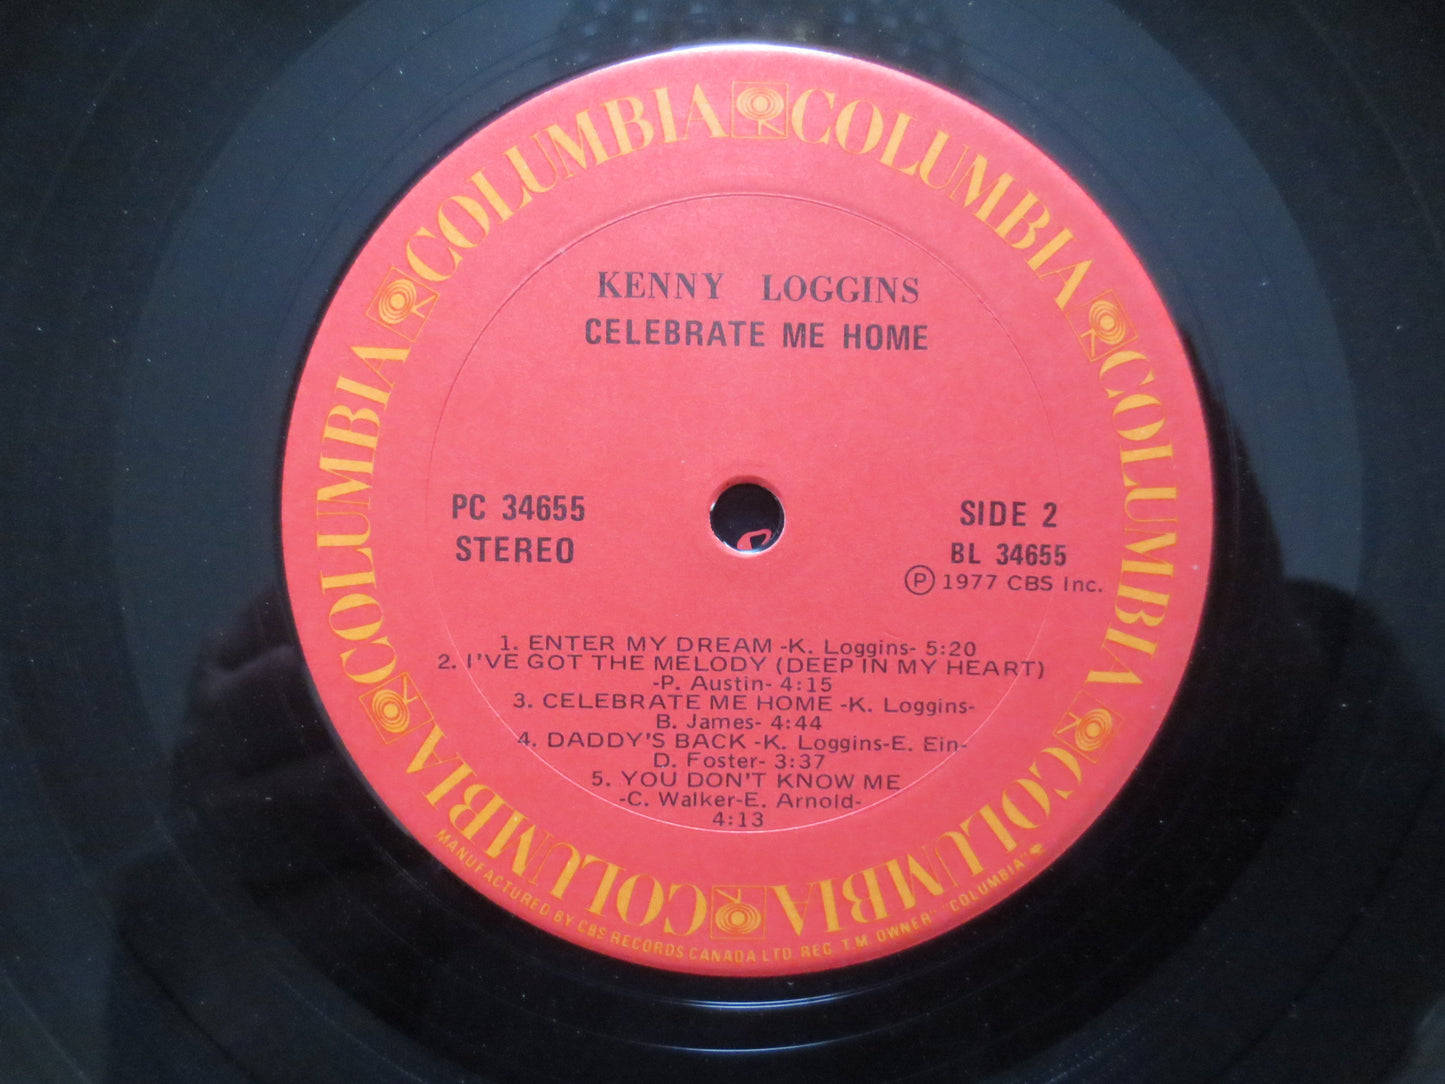 COLUMBIA COLUMBIA COLUMBIA COLUMBIA COLUMBIA COLUMBIA
KENNY LOGGINS
CELEBRATE ME HOME
PC 34655
STEREO
SIDE 2
BL 34655
Ⓟ 1977 CBS Inc.
1. ENTER MY DREAM -K. Loggins- 5:20
2. I'VE GOT THE MELODY (DEEP IN MY HEART)
-P. Austin- 4:15
3. CELEBRATE ME HOME -K. Loggins-
B. James- 4:44
4. DADDY'S BACK -K. Loggins-E. Ein-
D. Foster- 3:37
5. YOU DON'T KNOW ME
-C. Walker-E. Arnold-
4:13
MANUFACTURED BY CBS RECORDS CANADA LTD REG. T.M. OWNER "COLUMBIA"